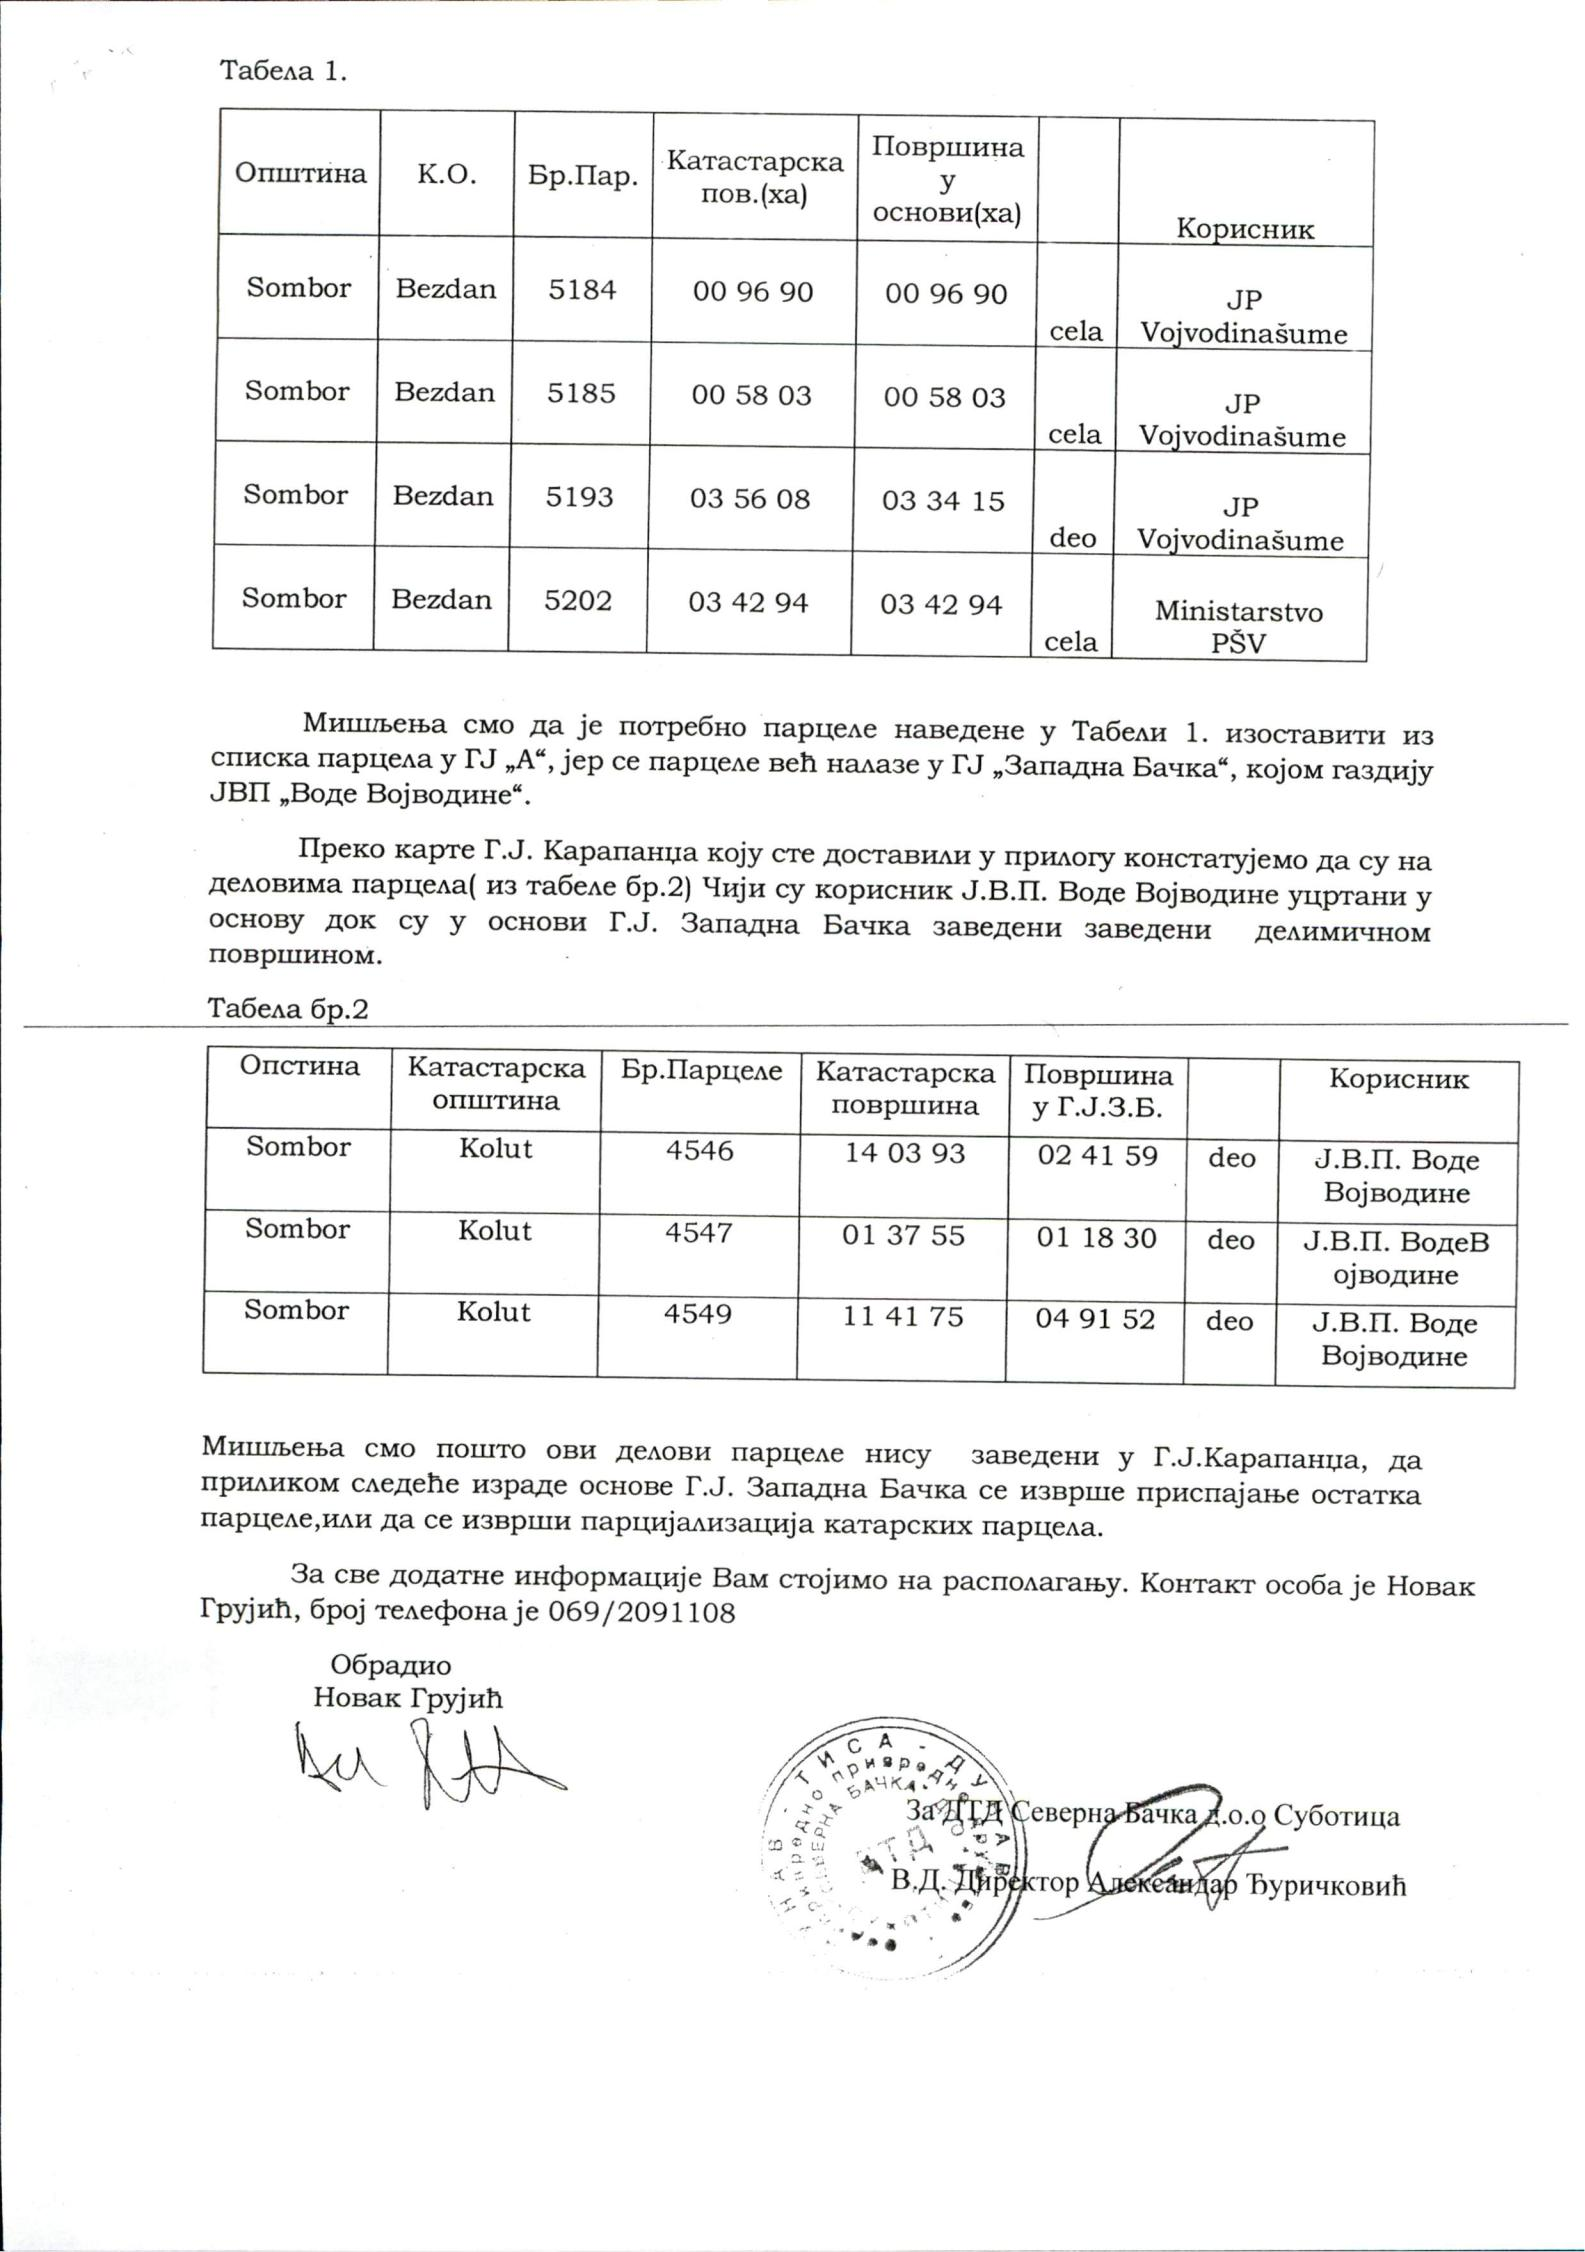 Табела 1.
Општина К.О. Бр.Пар. Катастарска пов.(ха) Површина у основи(ха) Корисник
Sombor Bezdan 5184 00 96 90 00 96 90 cela JP Vojvodinašume
Sombor Bezdan 5185 00 58 03 00 58 03 cela JP Vojvodinašume
Sombor Bezdan 5193 03 56 08 03 34 15 deo JP Vojvodinašume
Sombor Bezdan 5202 03 42 94 03 42 94 cela Ministarstvo PŠV
Мишљења смо да је потребно парцеле наведене у Табели 1. изоставити из
списка парцела у ГЈ „А“, јер се парцеле већ налазе у ГЈ „Западна Бачка“, којом газдију
ЈВП „Воде Војводине“.
Преко карте Г.Ј. Карапанџа коју сте доставили у прилогу констатујемо да су на
деловима парцела( из табеле бр.2) Чији су корисник Ј.В.П. Воде Војводине уцртани у
основу док су у основи Г.Ј. Западна Бачка заведени заведени делимичном
површином.
Табела бр.2
Опстина Катастарска општина Бр.Парцеле Катастарска површина Површина у Г.Ј.З.Б. Корисник
Sombor Kolut 4546 14 03 93 02 41 59 deo Ј.В.П. Воде Војводине
Sombor Kolut 4547 01 37 55 01 18 30 deo Ј.В.П. ВодеВ ојводине
Sombor Kolut 4549 11 41 75 04 91 52 deo Ј.В.П. Воде Војводине
Мишљења смо пошто ови делови парцеле нису заведени у Г.Ј.Карапанџа, да
приликом следеће израде основе Г.Ј. Западна Бачка се изврше приспајање остатка
парцеле,или да се изврши парцијализација катарских парцела.
За све додатне информације Вам стојимо на располагању. Контакт особа је Новак
Грујић, број телефона је 069/2091108
Обрадио
Новак Грујић
ТИСА - ДУНАВ
СЕВЕРНА БАЧКА
ДТД
За ДТД Северна Бачка д.о.о Суботица
В.Д. Директор Александар Ђуричковић